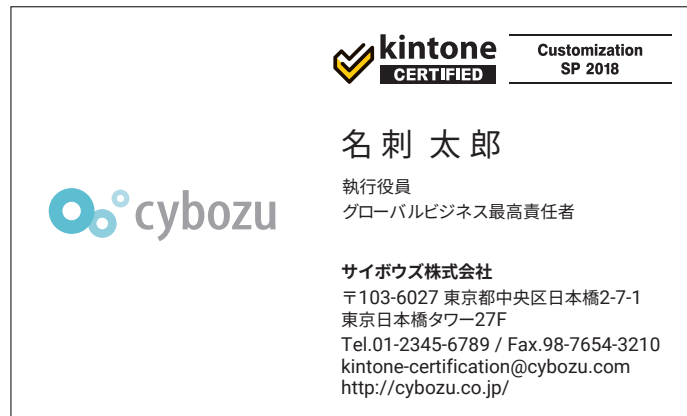 kintone
CERTIFIED
Customization
SP 2018
名刺 太郎
執行役員
グローバルビジネス最高責任者
cybozu
サイボウズ株式会社
〒103-6027 東京都中央区日本橋2-7-1
東京日本橋タワー27F
Tel.01-2345-6789 / Fax.98-7654-3210
kintone-certification@cybozu.com
http://cybozu.co.jp/